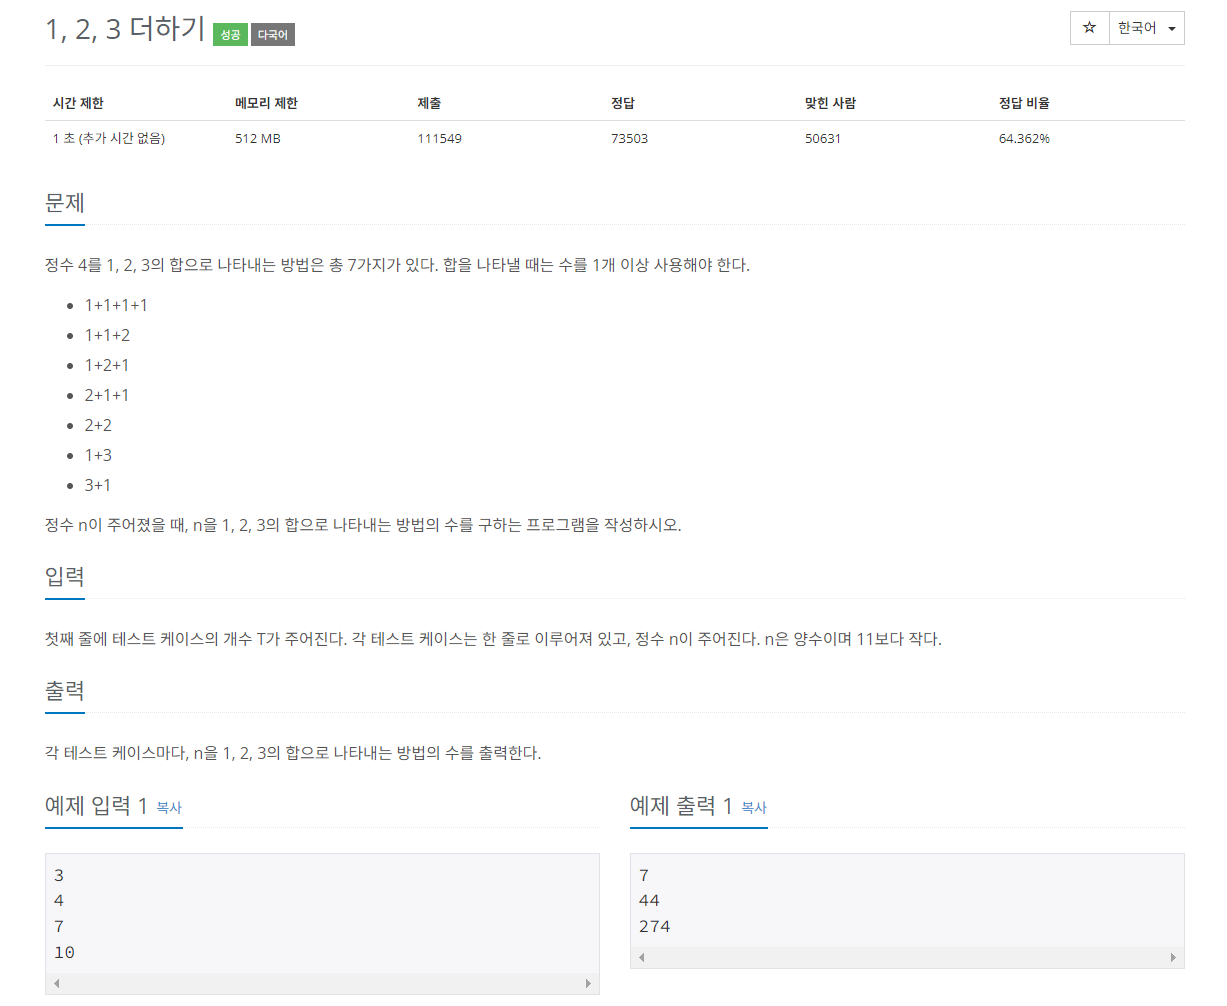 1, 2, 3 더하기 성공 다국어
☆ 한국어
시간 제한 메모리 제한 제출 정답 맞힌 사람 정답 비율
1 초 (추가 시간 없음) 512 MB 111549 73503 50631 64.362%
문제
정수 4를 1, 2, 3의 합으로 나타내는 방법은 총 7가지가 있다. 합을 나타낼 때는 수를 1개 이상 사용해야 한다.
1+1+1+1
1+1+2
1+2+1
2+1+1
2+2
1+3
3+1
정수 n이 주어졌을 때, n을 1, 2, 3의 합으로 나타내는 방법의 수를 구하는 프로그램을 작성하시오.
입력
첫째 줄에 테스트 케이스의 개수 T가 주어진다. 각 테스트 케이스는 한 줄로 이루어져 있고, 정수 n이 주어진다. n은 양수이며 11보다 작다.
출력
각 테스트 케이스마다, n을 1, 2, 3의 합으로 나타내는 방법의 수를 출력한다.
예제 입력 1 복사
3
4
7
10
예제 출력 1 복사
7
44
274